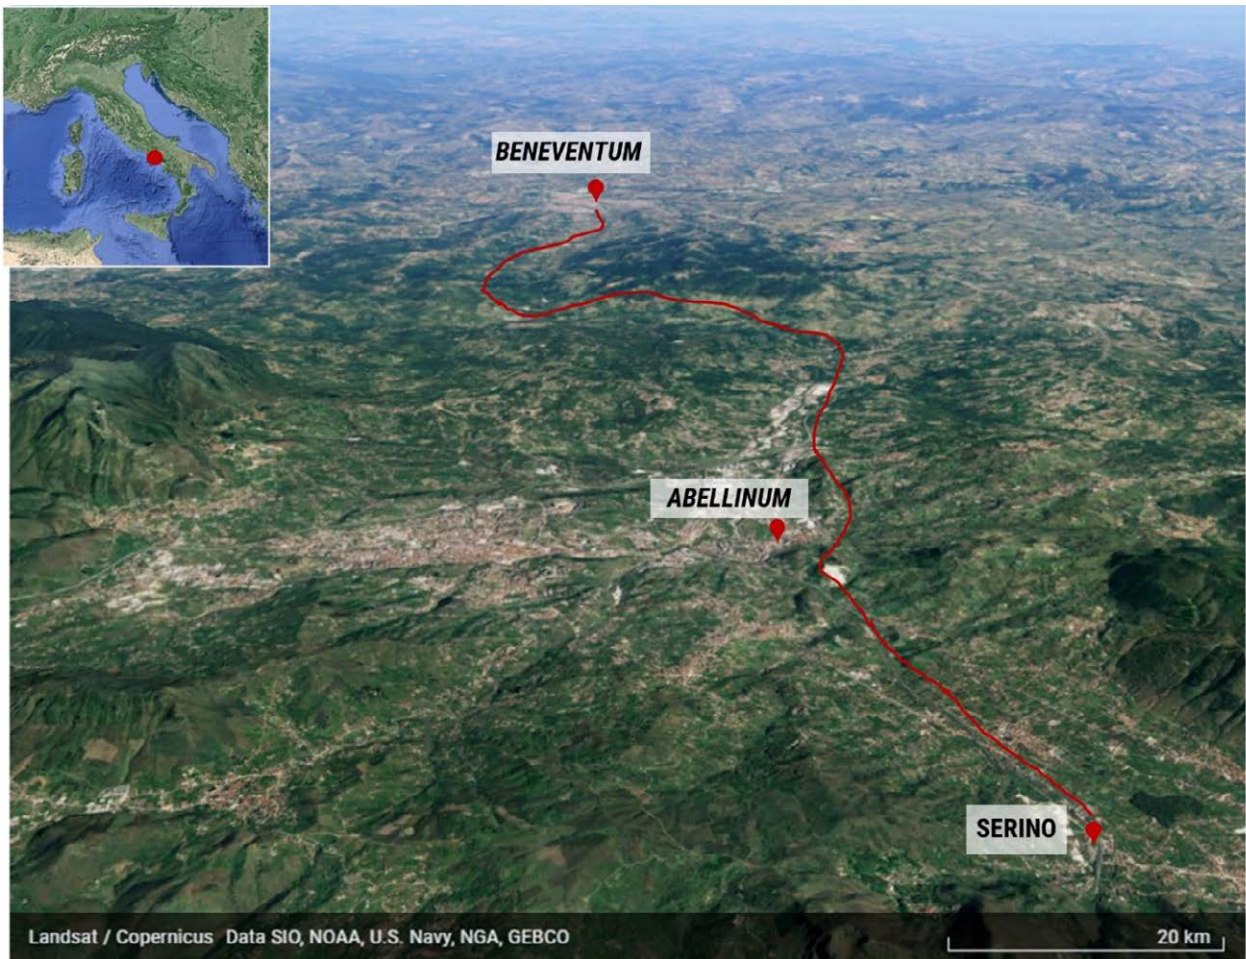 BENEVENTUM
ABELLINUM
SERINO
Landsat / Copernicus Data SIO, NOAA, U.S. Navy, NGA, GEBCO
20 km